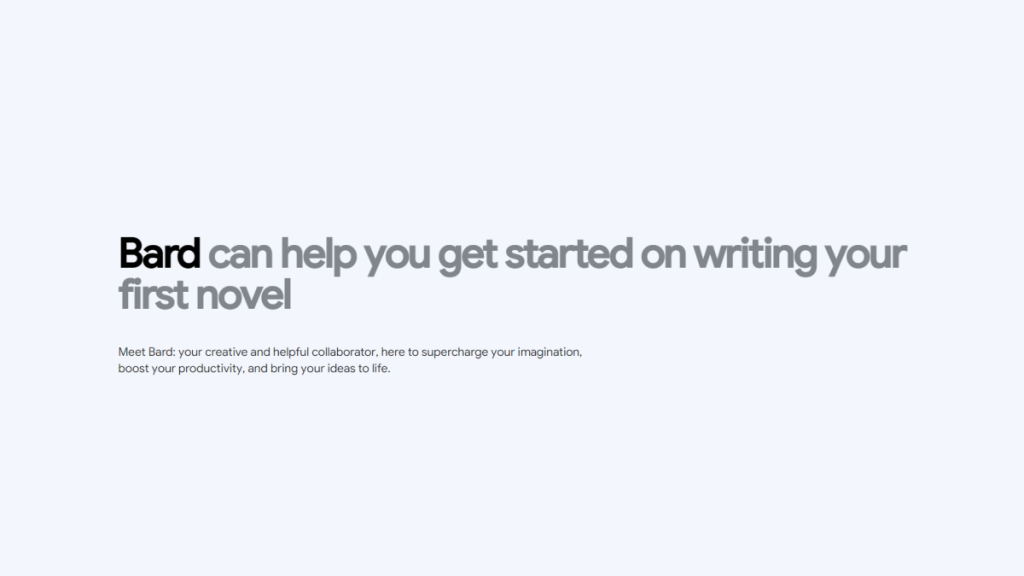 Bard can help you get started on writing your
first novel
Meet Bard: your creative and helpful collaborator, here to supercharge your imagination,
boost your productivity, and bring your ideas to life.